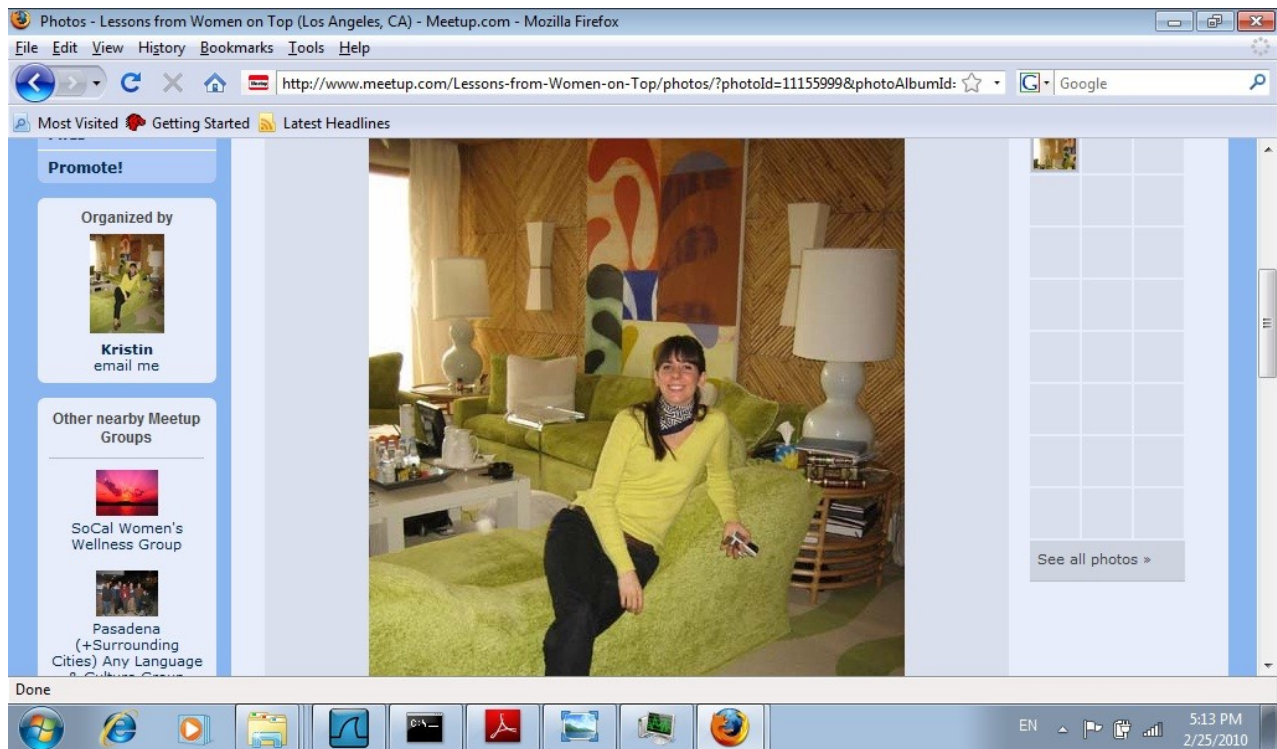 Photos - Lessons from Women on Top (Los Angeles, CA) - Meetup.com - Mozilla Firefox
File Edit View History Bookmarks Tools Help
http://www.meetup.com/Lessons-from-Women-on-Top/photos/?photoId=11155999&photoAlbumId:
Google
Most Visited Getting Started Latest Headlines
Promote!
Organized by
Kristin
email me
Other nearby Meetup
Groups
SoCal Women's
Wellness Group
Pasadena
(+Surrounding
Cities) Any Language
& Culture Group
See all photos »
Done
EN
5:13 PM
2/25/2010